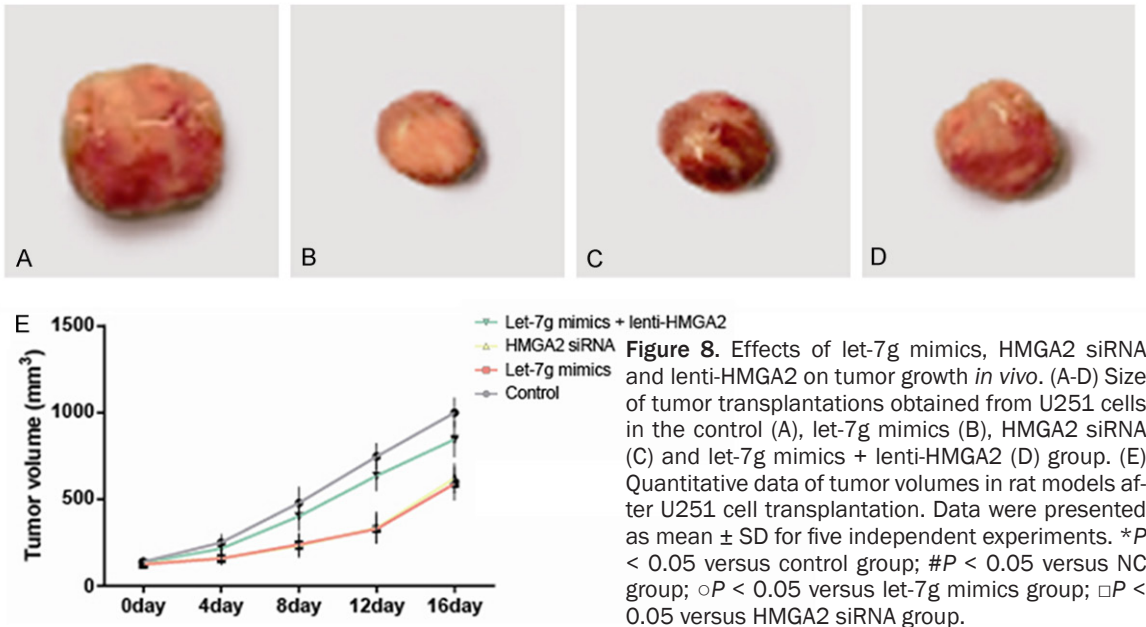 A
B
C
D
E
1500
1000
500
0
Tumor volume (mm³)
0day
4day
8day
12day
16day
Let-7g mimics + lenti-HMGA2
HMGA2 siRNA
Let-7g mimics
Control
Figure 8. Effects of let-7g mimics, HMGA2 siRNA
and lenti-HMGA2 on tumor growth in vivo. (A-D) Size
of tumor transplantations obtained from U251 cells
in the control (A), let-7g mimics (B), HMGA2 siRNA
(C) and let-7g mimics + lenti-HMGA2 (D) group. (E)
Quantitative data of tumor volumes in rat models af-
ter U251 cell transplantation. Data were presented
as mean ± SD for five independent experiments. *P
< 0.05 versus control group; #P < 0.05 versus NC
group; ○P < 0.05 versus let-7g mimics group; □P <
0.05 versus HMGA2 siRNA group.